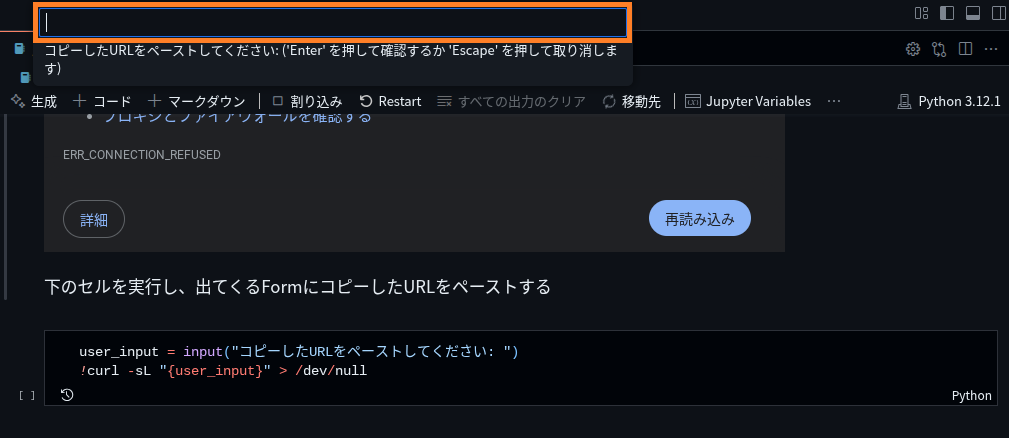 コピーしたURLをペーストしてください: ('Enter' を押して確認するか 'Escape' を押して取り消しま
す)
生成 コード マークダウン 割り込み Restart すべての出力のクリア 移動先 Jupyter Variables ··· Python 3.12.1
• プロキシとファイアウォールを確認する
ERR_CONNECTION_REFUSED
詳細 再読み込み
下のセルを実行し、出てくるFormにコピーしたURLをペーストする
user_input = input("コピーしたURLをペーストしてください: ")
!curl -sL "{user_input}" > /dev/null
[ ] Python